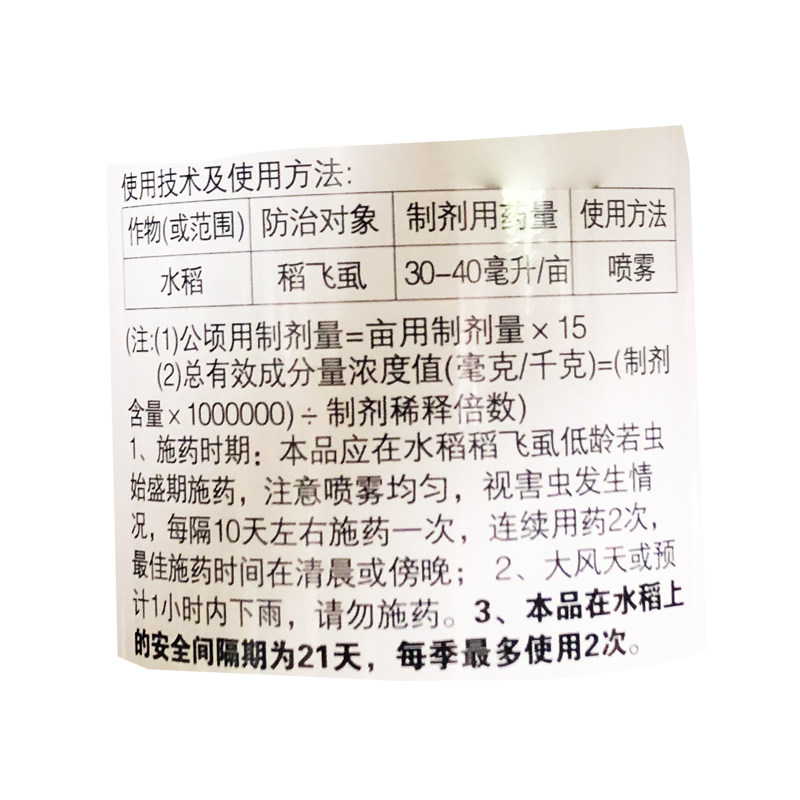 使用技术及使用方法:
作物(或范围) 防治对象 制剂用药量 使用方法
水稻 稻飞虱 30-40毫升/亩 喷雾
(注:(1)公顷用制剂量=亩用制剂量×15
(2)总有效成分量浓度值(毫克/千克)=(制剂
含量×1000000)÷制剂稀释倍数)
1、施药时期：本品应在水稻稻飞虱低龄若虫
始盛期施药，注意喷雾均匀，视害虫发生情
况，每隔10天左右施药一次，连续用药2次，
最佳施药时间在清晨或傍晚；2、大风天或预
计1小时内下雨，请勿施药。3、本品在水稻上
的安全间隔期为21天，每季最多使用2次。